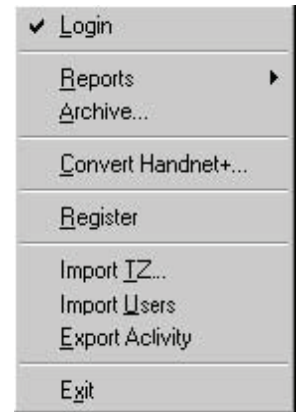 Login
Reports
Archive...
Convert Handnet+...
Register
Import TZ...
Import Users
Export Activity
Exit